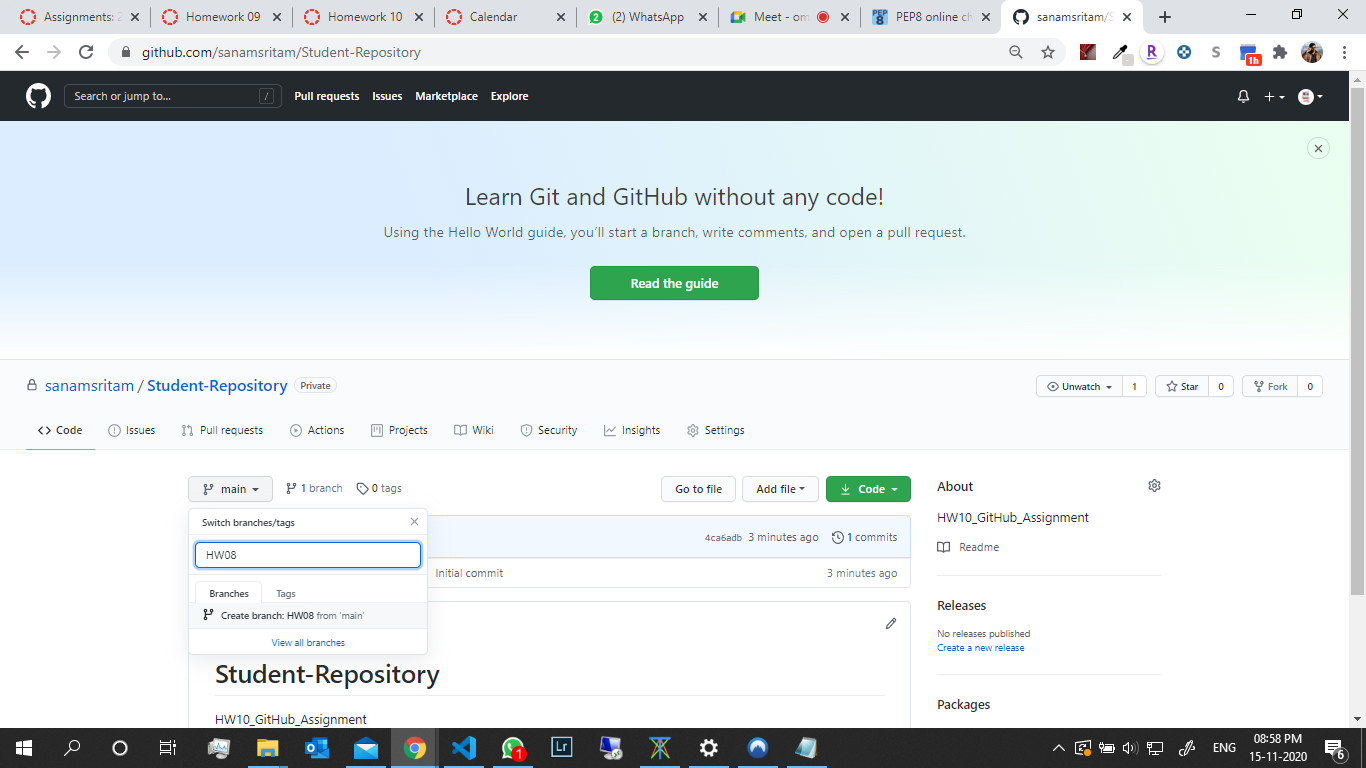 Assignments: 2
Homework 09
Homework 10
Calendar
(2) WhatsApp
Meet - om
PEP8 online ch
sanamsritam/S
github.com/sanamsritam/Student-Repository
1h
Search or jump to...
/
Pull requests
Issues
Marketplace
Explore
Learn Git and GitHub without any code!
Using the Hello World guide, you'll start a branch, write comments, and open a pull request.
Read the guide
sanamsritam / Student-Repository
Private
Unwatch
1
Star
0
Fork
0
Code
Issues
Pull requests
Actions
Projects
Wiki
Security
Insights
Settings
main
1 branch
0 tags
Go to file
Add file
Code
Switch branches/tags
HW08
Branches
Tags
Create branch: HW08 from 'main'
View all branches
4ca6adb 3 minutes ago
1 commits
Initial commit
3 minutes ago
Student-Repository
HW10_GitHub_Assignment
About
HW10_GitHub_Assignment
Readme
Releases
No releases published
Create a new release
Packages
1
Lr
ENG
08:58 PM
15-11-2020
6